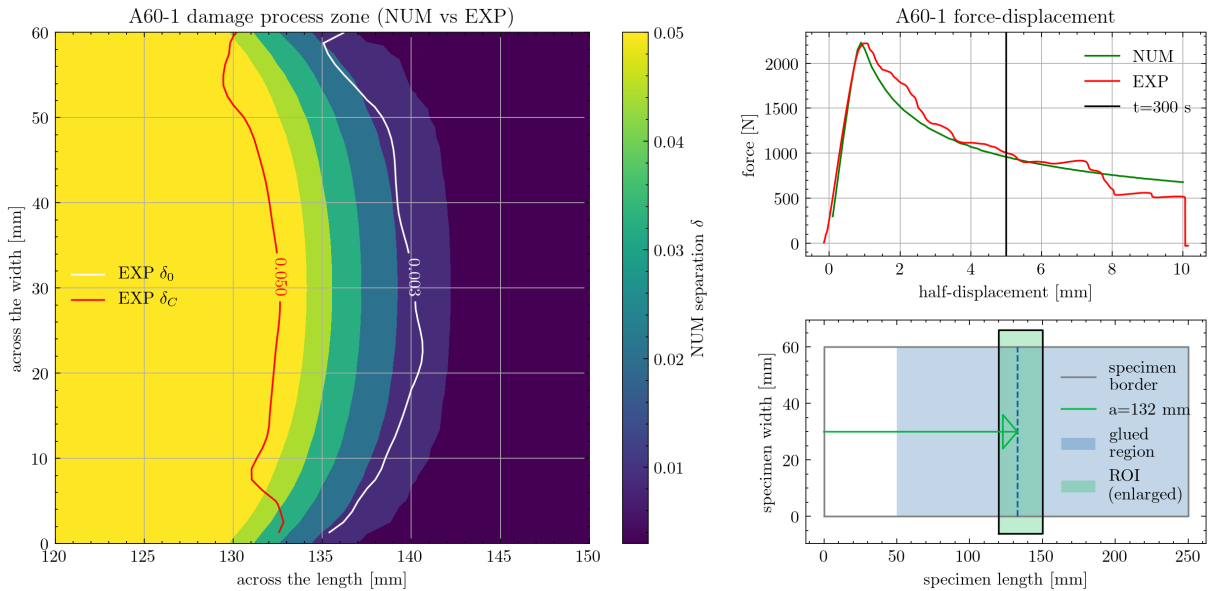 A60-1 damage process zone (NUM vs EXP)
60
50
40
30
20
10
0
across the width [mm]
EXP δ0
EXP δC
0.050
0.003
120
130
135
140
145
150
across the length [mm]
0.05
0.04
0.03
0.02
0.01
NUM separation δ
A60-1 force-displacement
2000
1500
1000
500
0
force [N]
NUM
EXP
t=300 s
0
2
4
6
8
10
half-displacement [mm]
60
40
20
0
specimen width [mm]
specimen
border
a=132 mm
glued
region
ROI
(enlarged)
0
50
100
150
200
250
specimen length [mm]